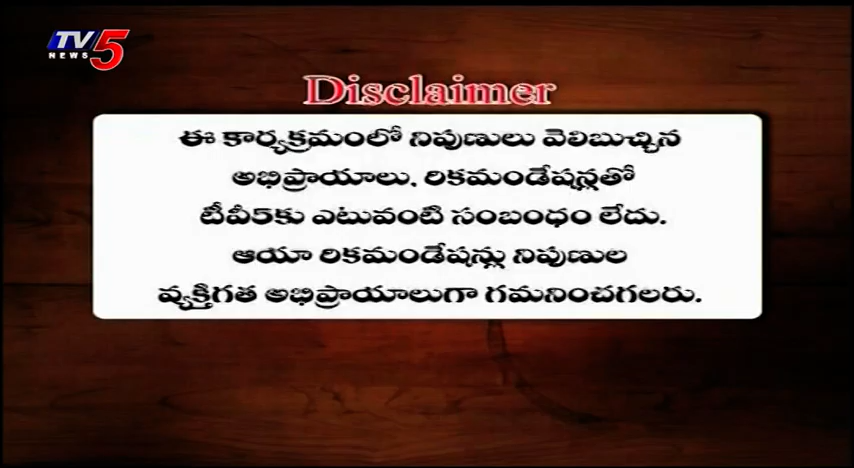 TV5
NEWS
Disclaimer
ఈ కార్యక్రమంలో నిపుణులు వెలిబుచ్చిన
అభిప్రాయాలు, రికమండేషన్లతో
టీవీ5కు ఎటువంటి సంబంధం లేదు.
ఆయా రికమండేషన్లు నిపుణుల
వ్యక్తిగత అభిప్రాయాలుగా గమనించగలరు.